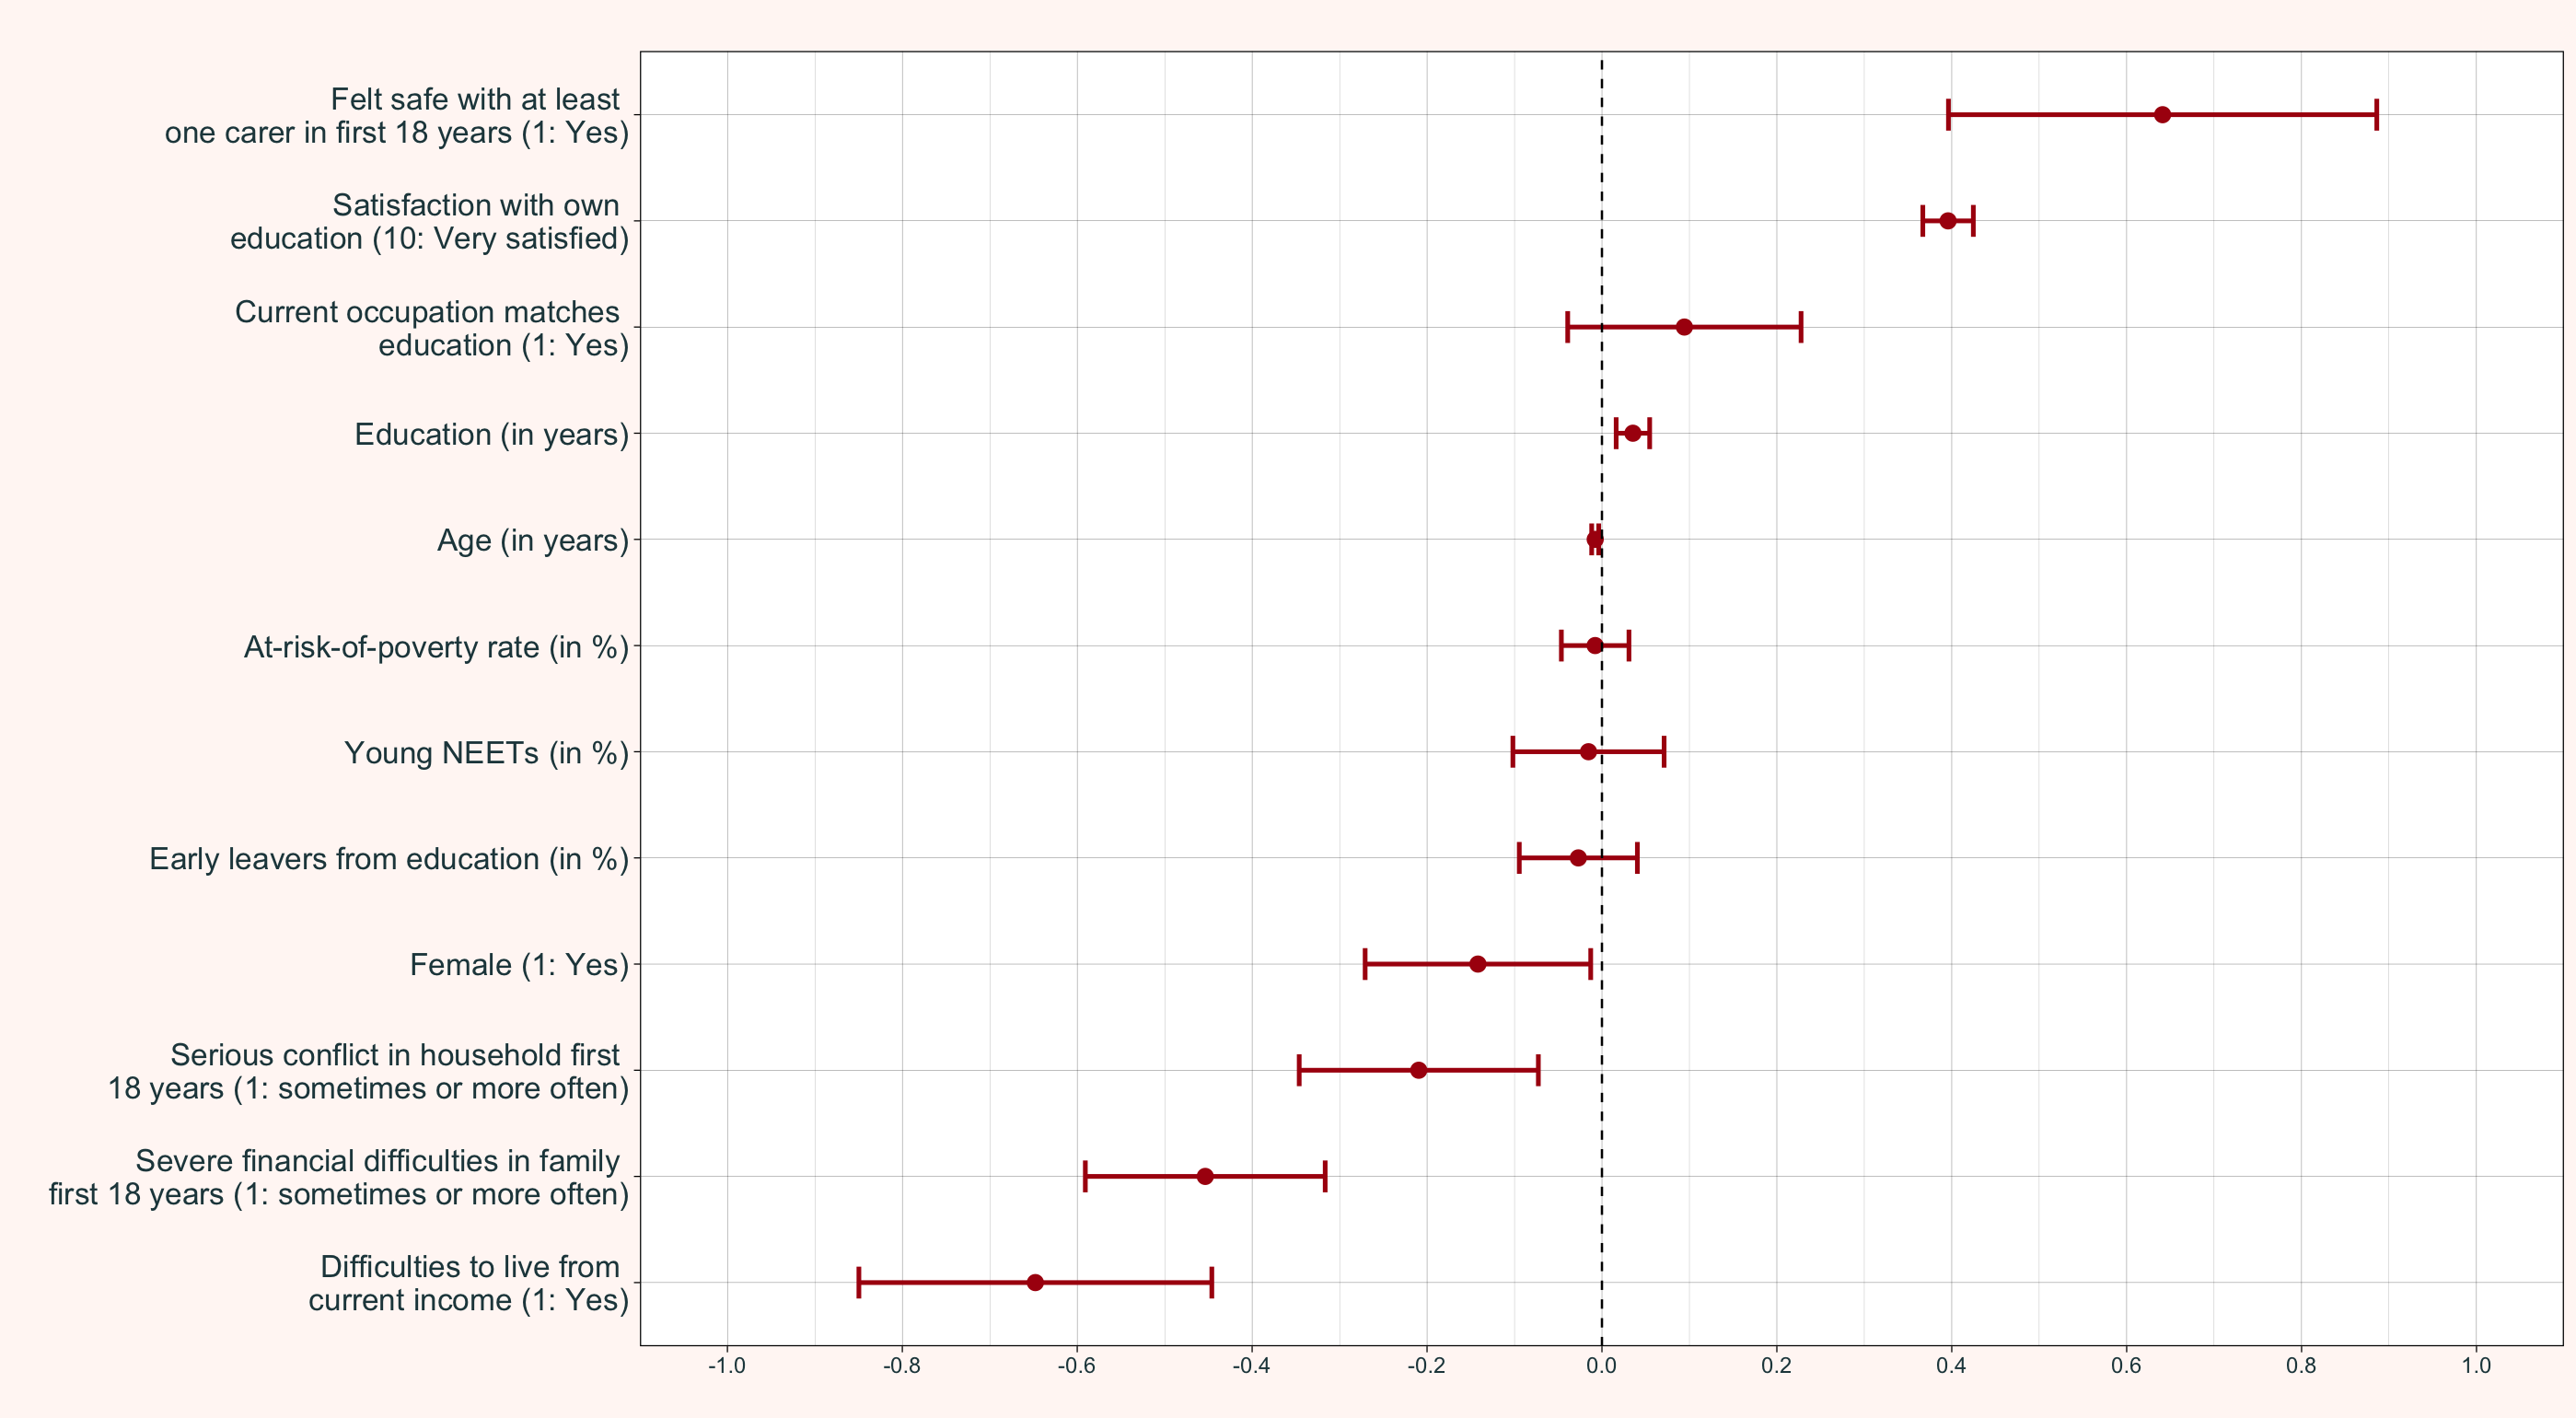 Felt safe with at least
one carer in first 18 years (1: Yes)
Satisfaction with own
education (10: Very satisfied)
Current occupation matches
education (1: Yes)
Education (in years)
Age (in years)
At-risk-of-poverty rate (in %)
Young NEETs (in %)
Early leavers from education (in %)
Female (1: Yes)
Serious conflict in household first
18 years (1: sometimes or more often)
Severe financial difficulties in family
first 18 years (1: sometimes or more often)
Difficulties to live from
current income (1: Yes)
-1.0 -0.8 -0.6 -0.4 -0.2 0.0 0.2 0.4 0.6 0.8 1.0